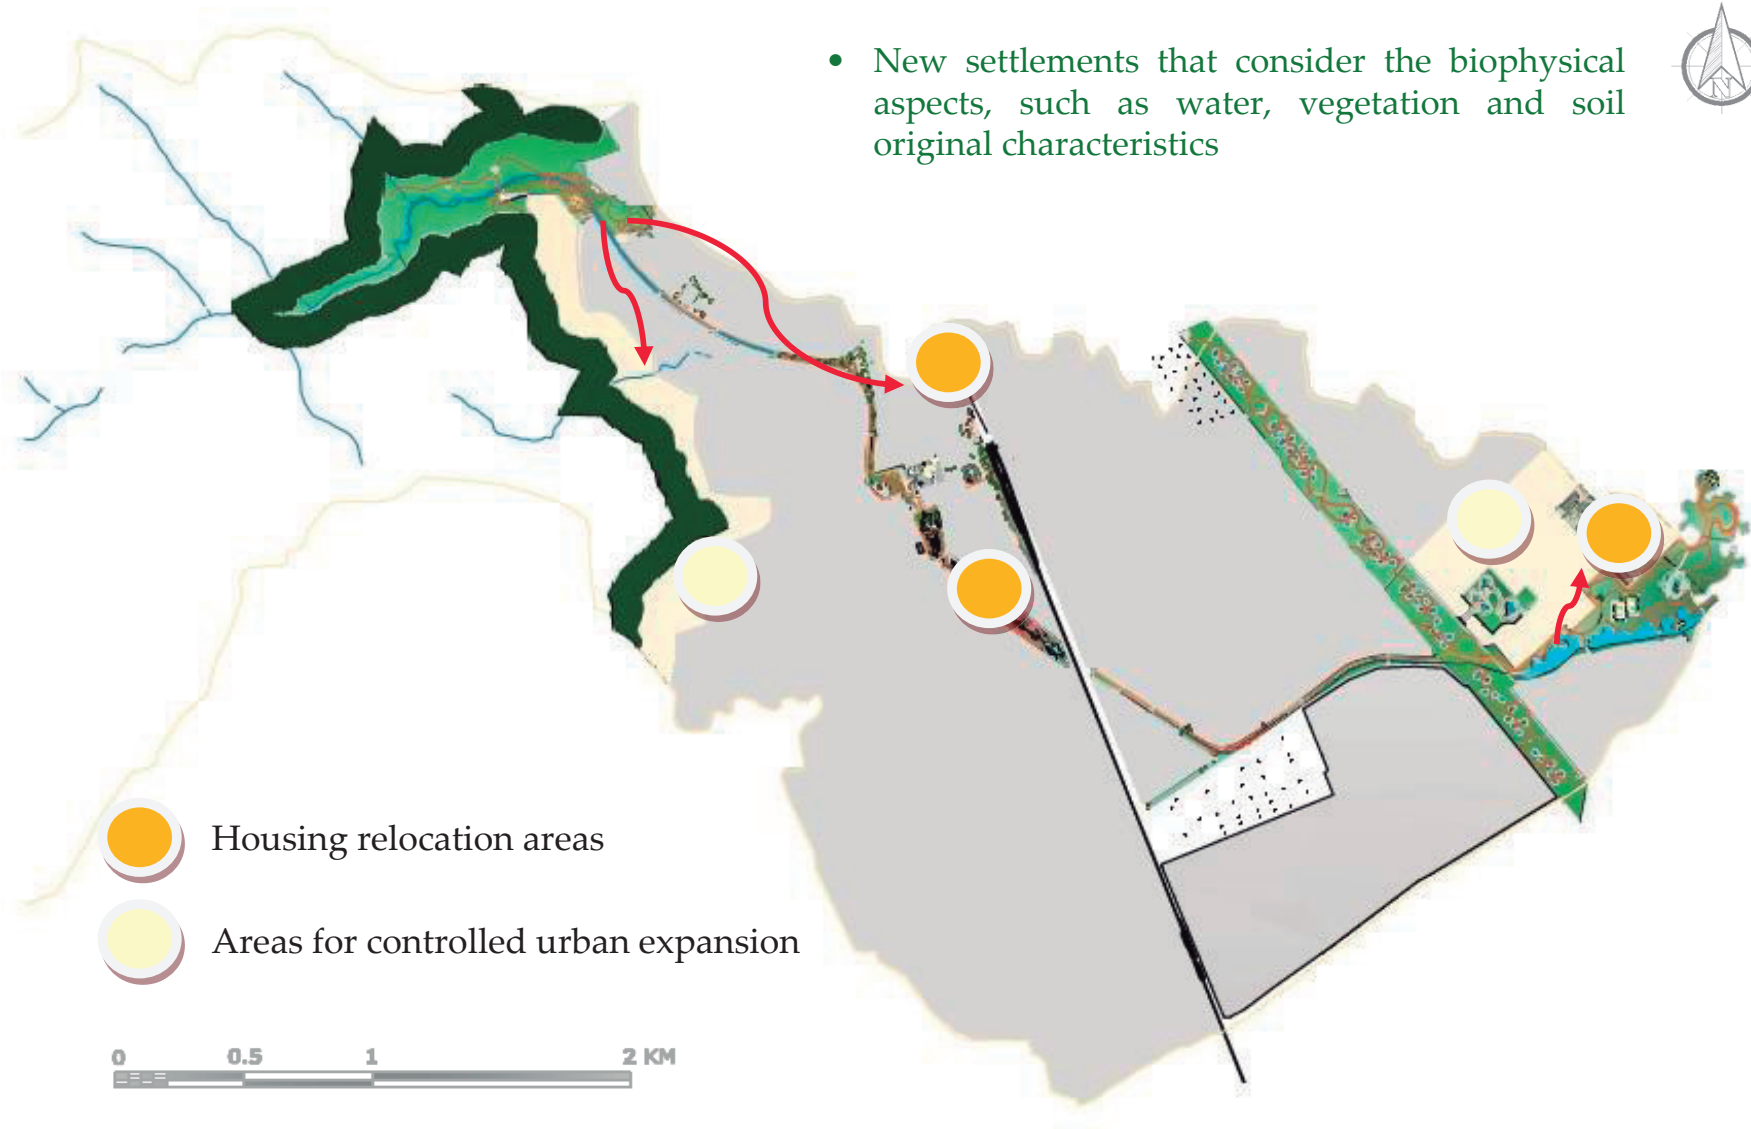 • New settlements that consider the biophysical
aspects, such as water, vegetation and soil
original characteristics
N
Housing relocation areas
Areas for controlled urban expansion
0 0.5 1 2 KM